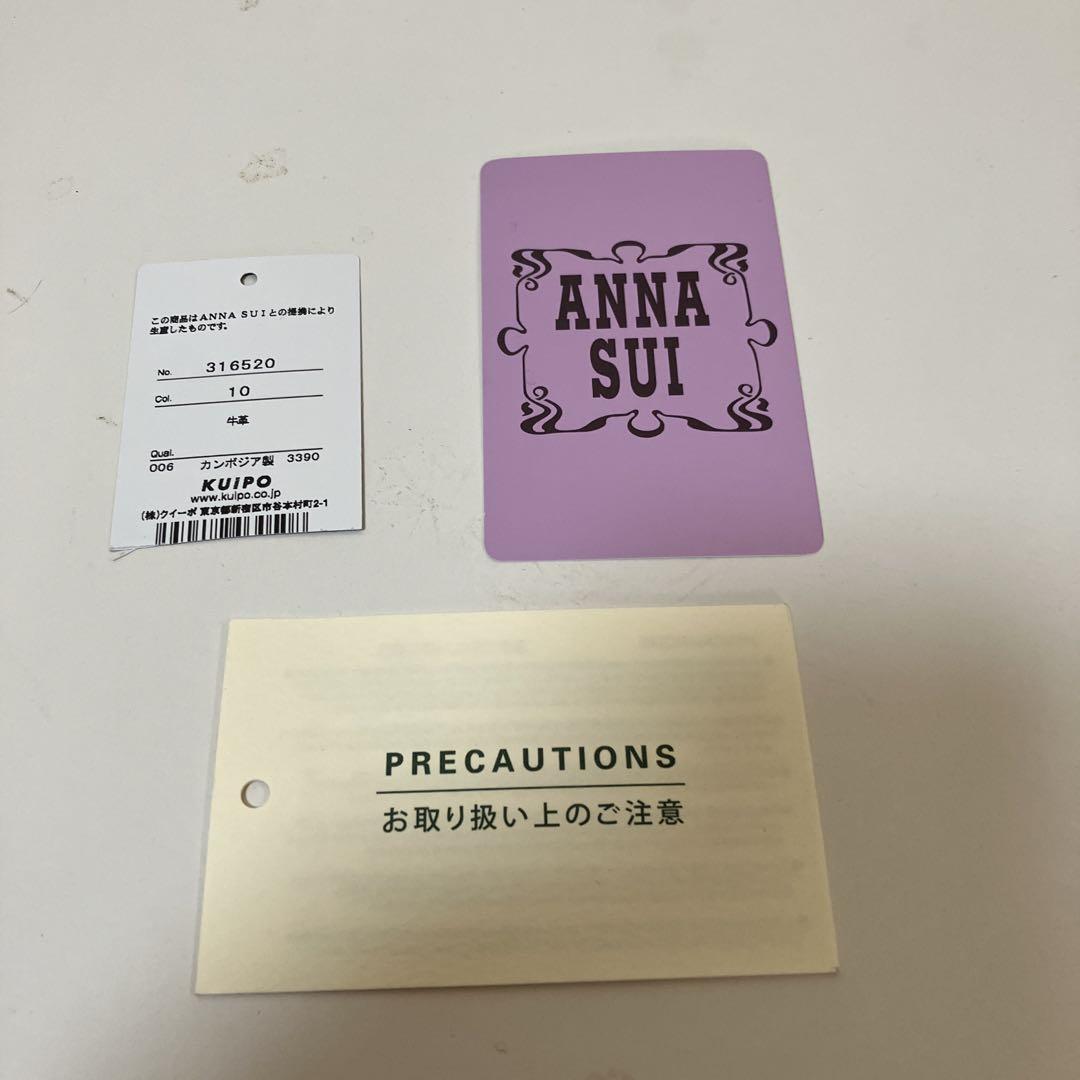 この商品はANNA SUIとの提携により
生産したものです。
No. 316520
Col. 10
牛革
Qual.
006 カンボジア製 3390
KUIPO
www.kuipo.co.jp
(株)クイーポ 東京都新宿区市谷本村町2-1
ANNA
SUI
PRECAUTIONS
お取り扱い上のご注意